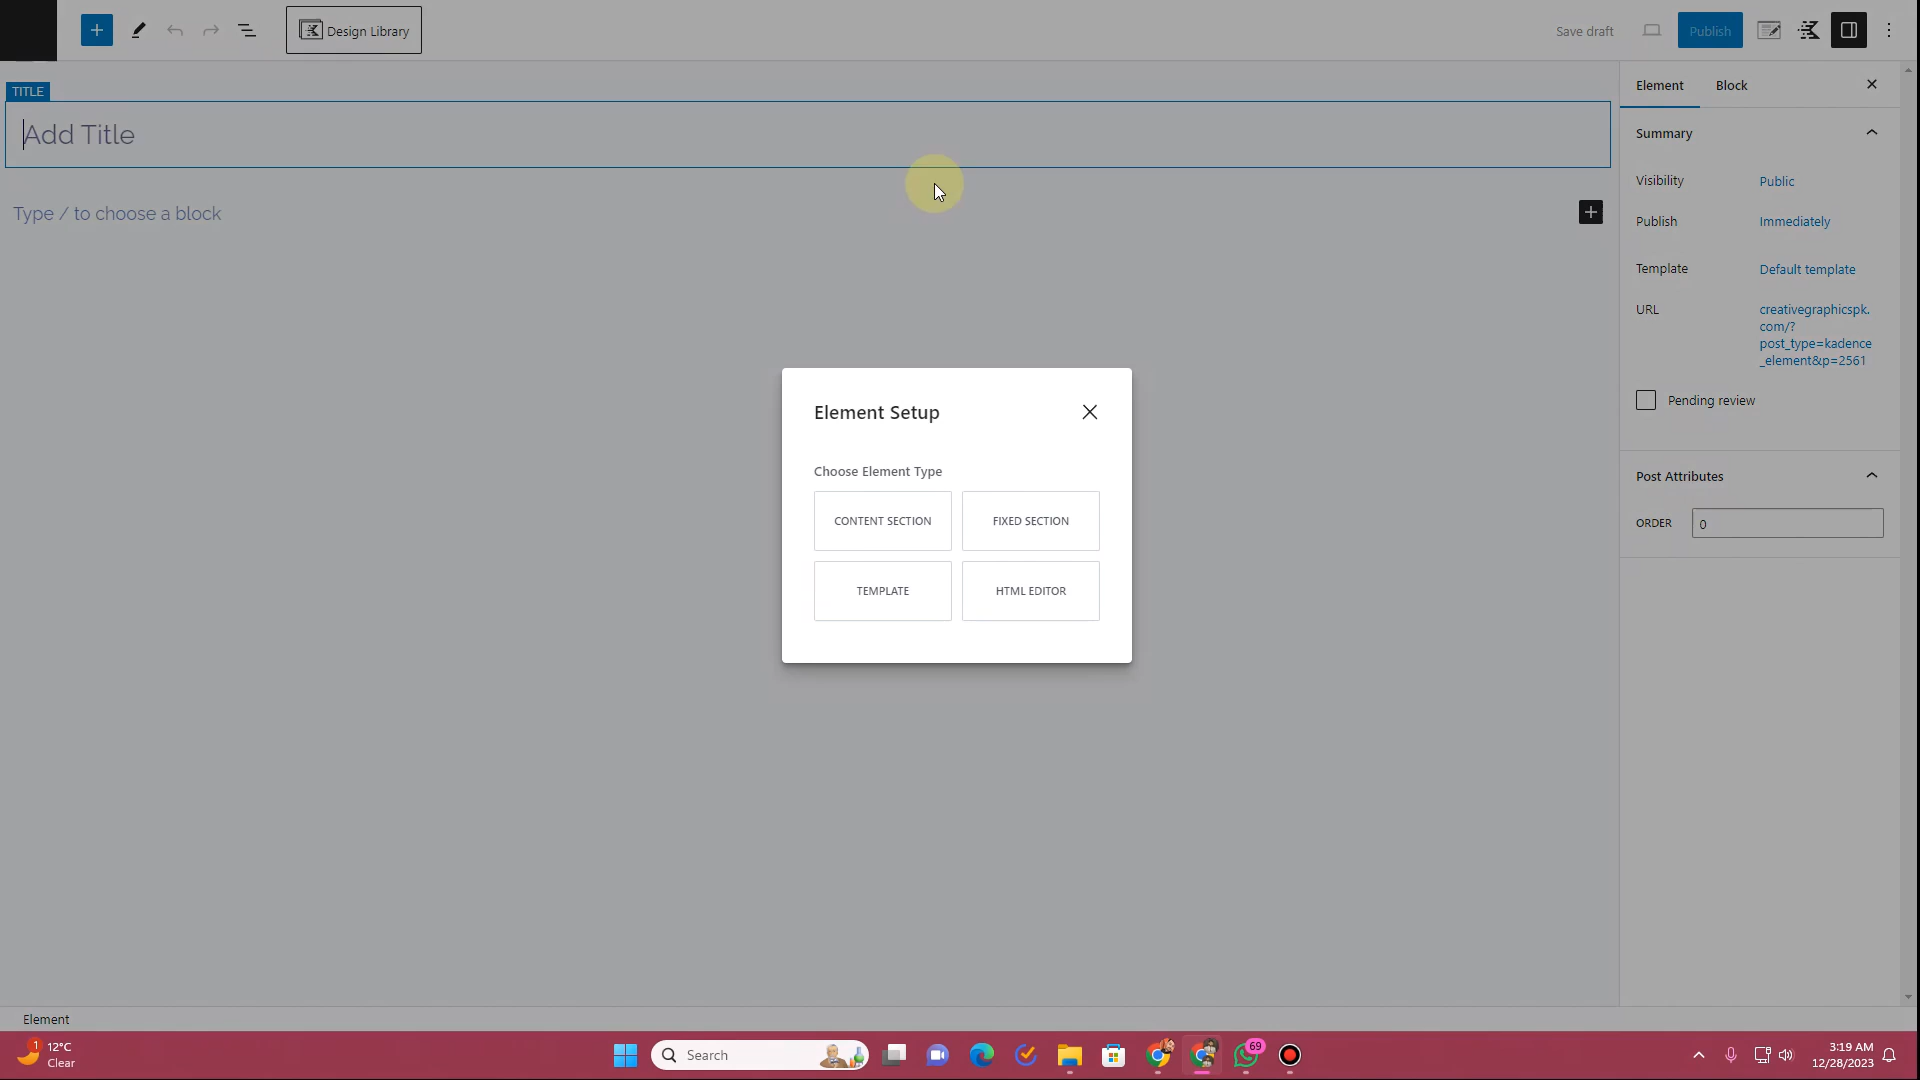 Design Library
Save draft
Publish
TITLE
Add Title
Type / to choose a block
Element
Block
Summary
Visibility
Public
Publish
Immediately
Template
Default template
URL
creativegraphicspk.
com/?
post_type=kadence
_element&p=2561
Pending review
Post Attributes
ORDER
0
Element Setup
Choose Element Type
CONTENT SECTION
FIXED SECTION
TEMPLATE
HTML EDITOR
Element
1
12°C
Clear
Search
69
3:19 AM
12/28/2023